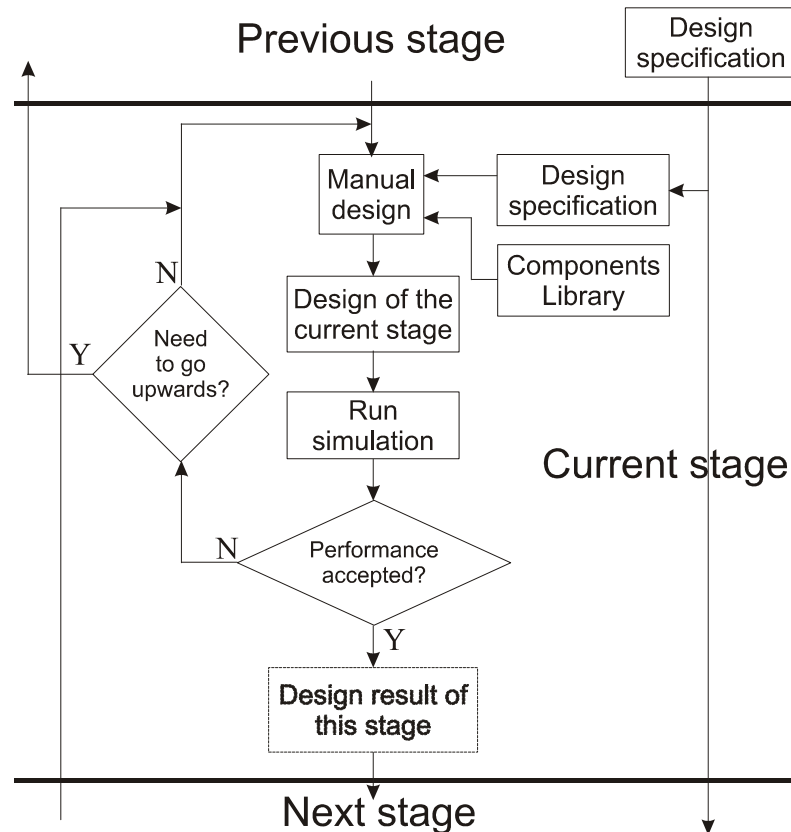 Previous stage
Design
specification
Manual
design
Design
specification
Components
Library
N
Design of the
current stage
Need
to go
upwards?
Y
Run
simulation
Current stage
N
Performance
accepted?
Y
Design result of
this stage
Next stage